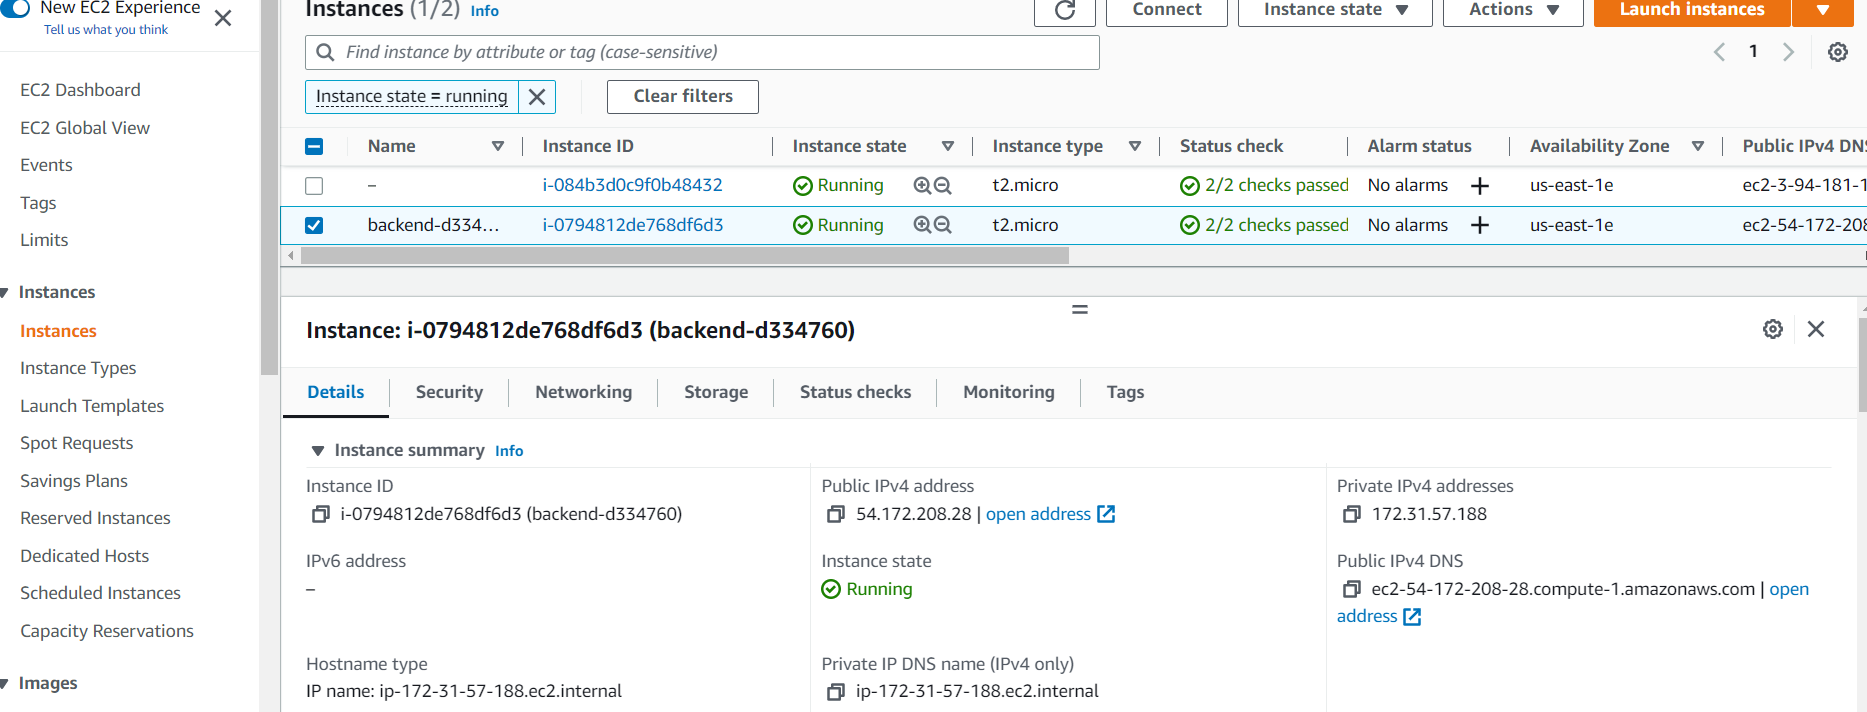 New EC2 Experience
Tell us what you think
EC2 Dashboard
EC2 Global View
Events
Tags
Limits
Instances
Instances
Instance Types
Launch Templates
Spot Requests
Savings Plans
Reserved Instances
Dedicated Hosts
Scheduled Instances
Capacity Reservations
Images
Instances (1/2) Info
Connect
Instance state
Actions
Launch instances
Find instance by attribute or tag (case-sensitive)
1
Instance state = running
Clear filters
Name Instance ID Instance state Instance type Status check Alarm status Availability Zone Public IPv4 DNS
– i-084b3d0c9f0b48432 Running t2.micro 2/2 checks passed No alarms + us-east-1e ec2-3-94-181-1
backend-d334... i-0794812de768df6d3 Running t2.micro 2/2 checks passed No alarms + us-east-1e ec2-54-172-208
Instance: i-0794812de768df6d3 (backend-d334760)
Details Security Networking Storage Status checks Monitoring Tags
Instance summary Info
Instance ID
i-0794812de768df6d3 (backend-d334760)
Public IPv4 address
54.172.208.28 | open address
Private IPv4 addresses
172.31.57.188
IPv6 address
–
Instance state
Running
Public IPv4 DNS
ec2-54-172-208-28.compute-1.amazonaws.com | open
address
Hostname type
IP name: ip-172-31-57-188.ec2.internal
Private IP DNS name (IPv4 only)
ip-172-31-57-188.ec2.internal